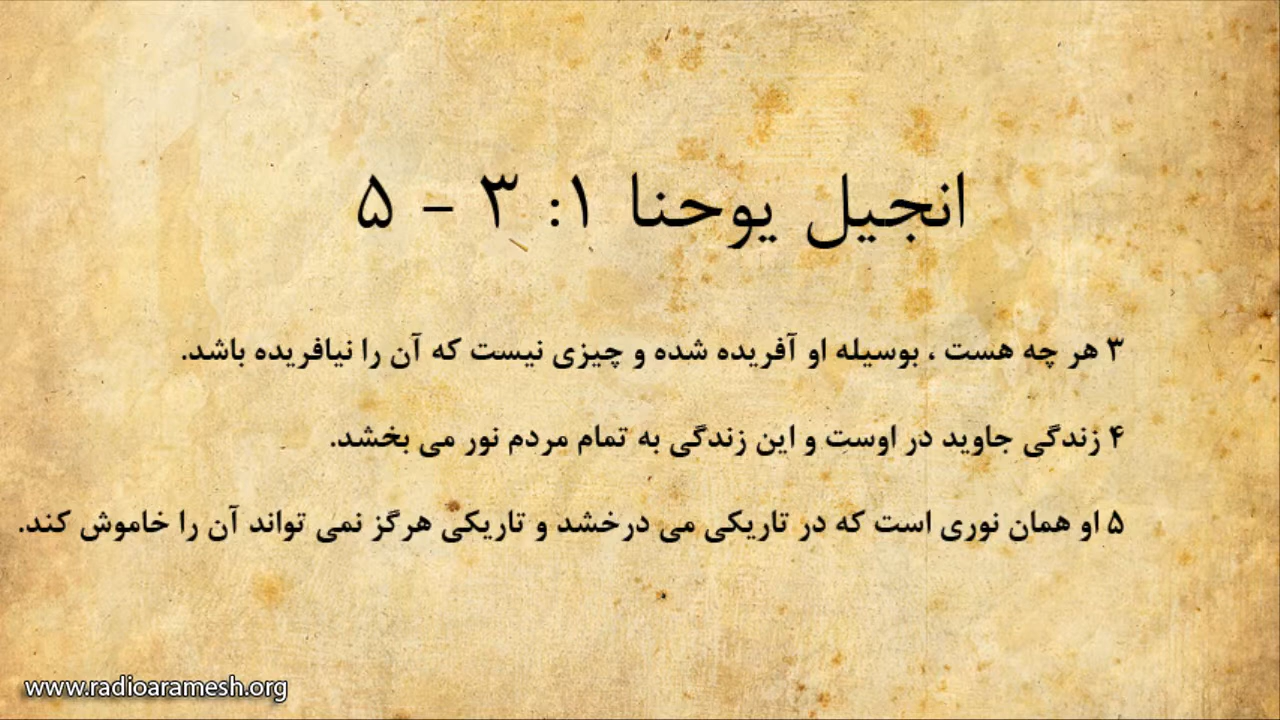 انجیل یوحنا ۱: ۳ - ۵
۳ هر چه هست ، بوسیله او آفریده شده و چیزی نیست که آن را نیافریده باشد.
۴ زندگی جاوید در اوست و این زندگی به تمام مردم نور می بخشد.
۵ او همان نوری است که در تاریکی می درخشد و تاریکی هرگز نمی تواند آن را خاموش کند.
www.radioaramesh.org